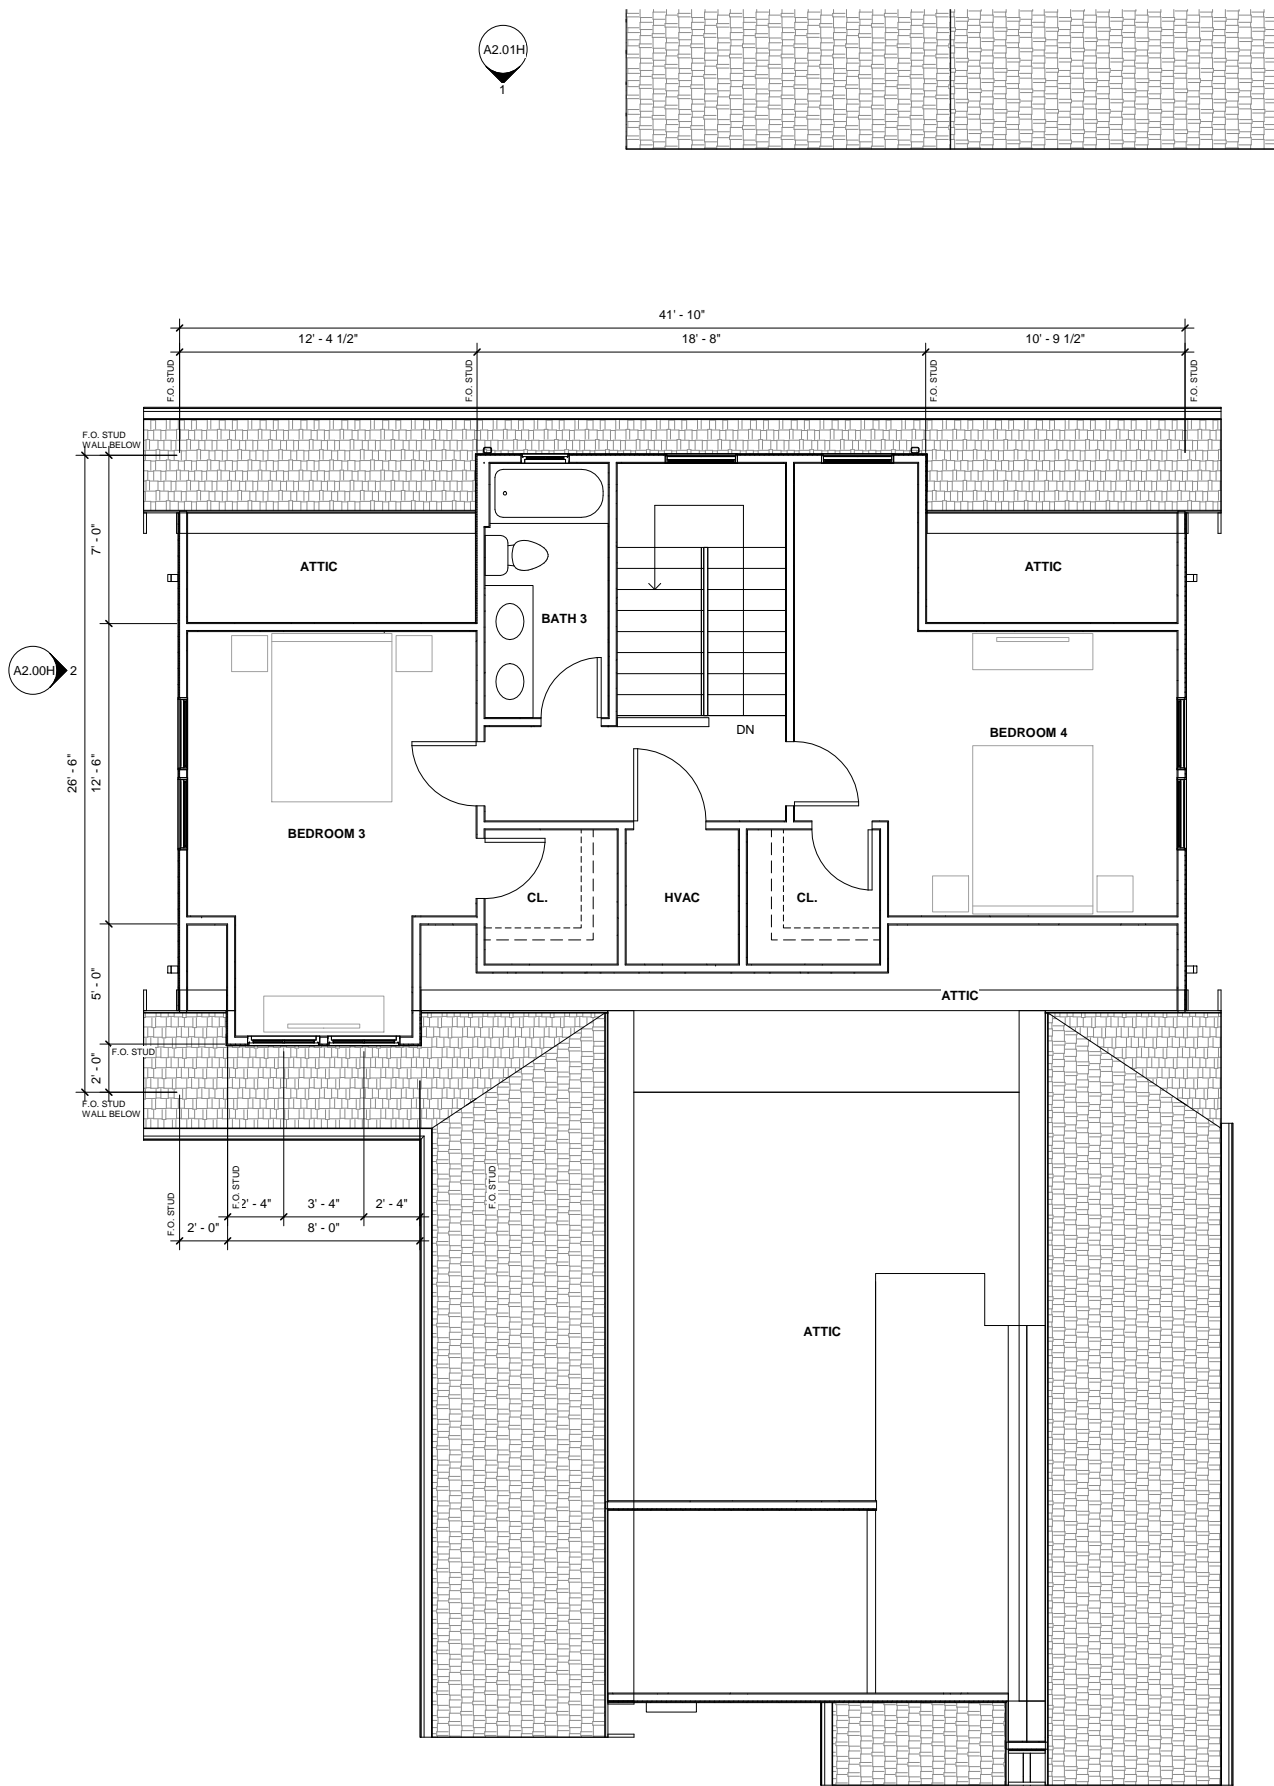 A2.01H
1
41' - 10"
12' - 4 1/2"
18' - 8"
10' - 9 1/2"
F.O. STUD
F.O. STUD
F.O. STUD
F.O. STUD
F.O. STUD
WALL BELOW
7' - 0"
ATTIC
ATTIC
BATH 3
A2.00H
2
DN
BEDROOM 4
26' - 6"
12' - 6"
BEDROOM 3
CL.
HVAC
CL.
5' - 0"
ATTIC
F.O. STUD
2' - 0"
F.O. STUD
WALL BELOW
F.O. STUD
F.O. STUD
F.O. STUD
2' - 4"
3' - 4"
2' - 4"
2' - 0"
8' - 0"
ATTIC